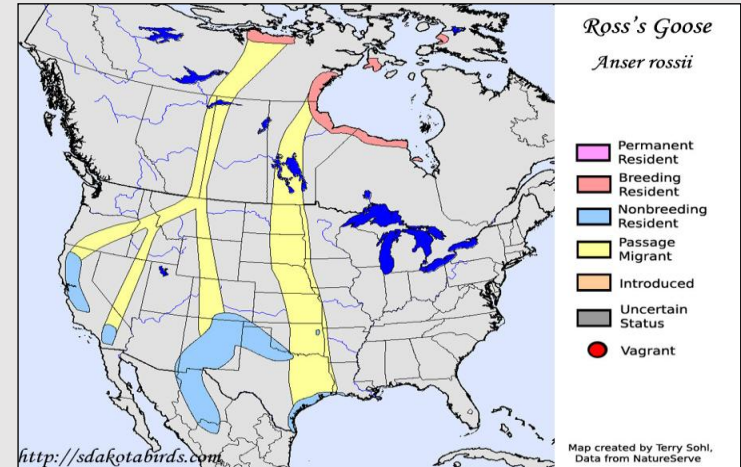 Ross's Goose
Anser rossii
Permanent
Resident
Breeding
Resident
Nonbreeding
Resident
Passage
Migrant
Introduced
Uncertain
Status
Vagrant
http://sdakotabirds.com
Map created by Terry Sohl,
Data from NatureServe